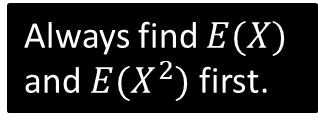 Always find E(X)
and E(X²) first.